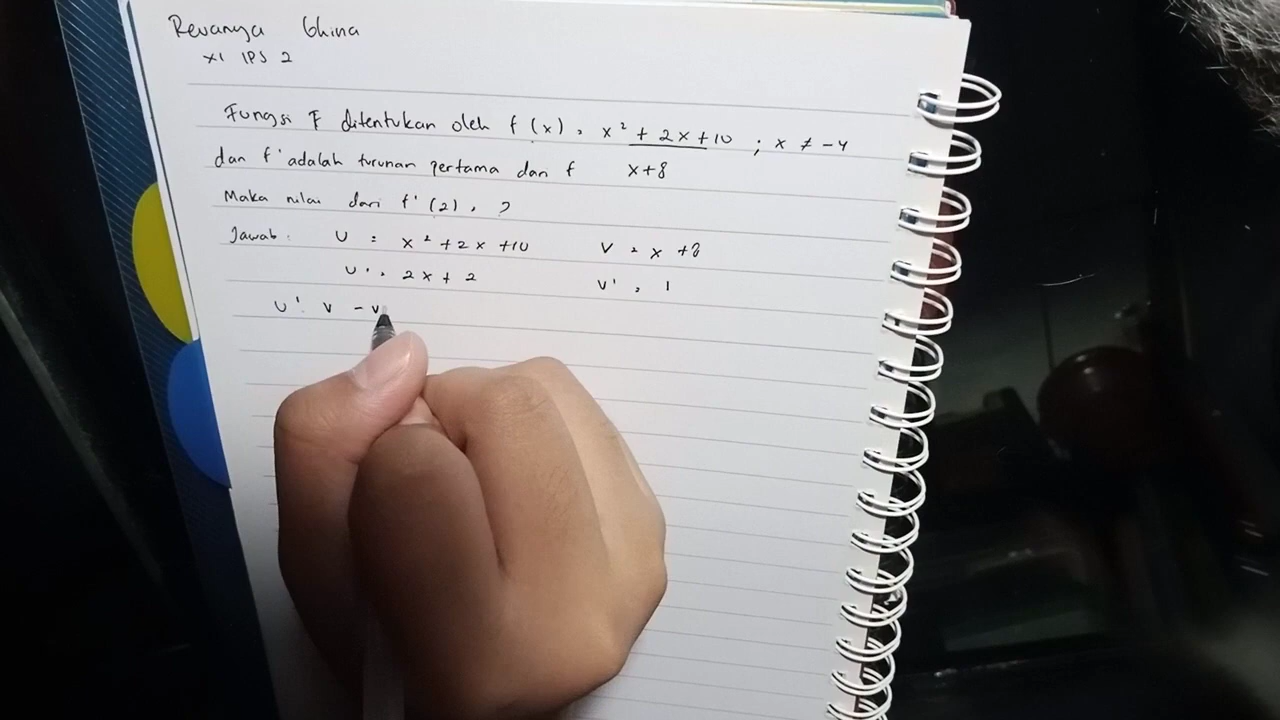 Revanya Ghina
XI IPS 2
Fungsi F ditentukan oleh f(x) = x² + 2x + 10 ; x ≠ -4
dan f' adalah turunan pertama dan f x+8
Maka nilai dari f'(2) = ?
Jawab: U = x² + 2x + 10 V = x + 8
U' = 2x + 2 V' = 1
U'. V - V